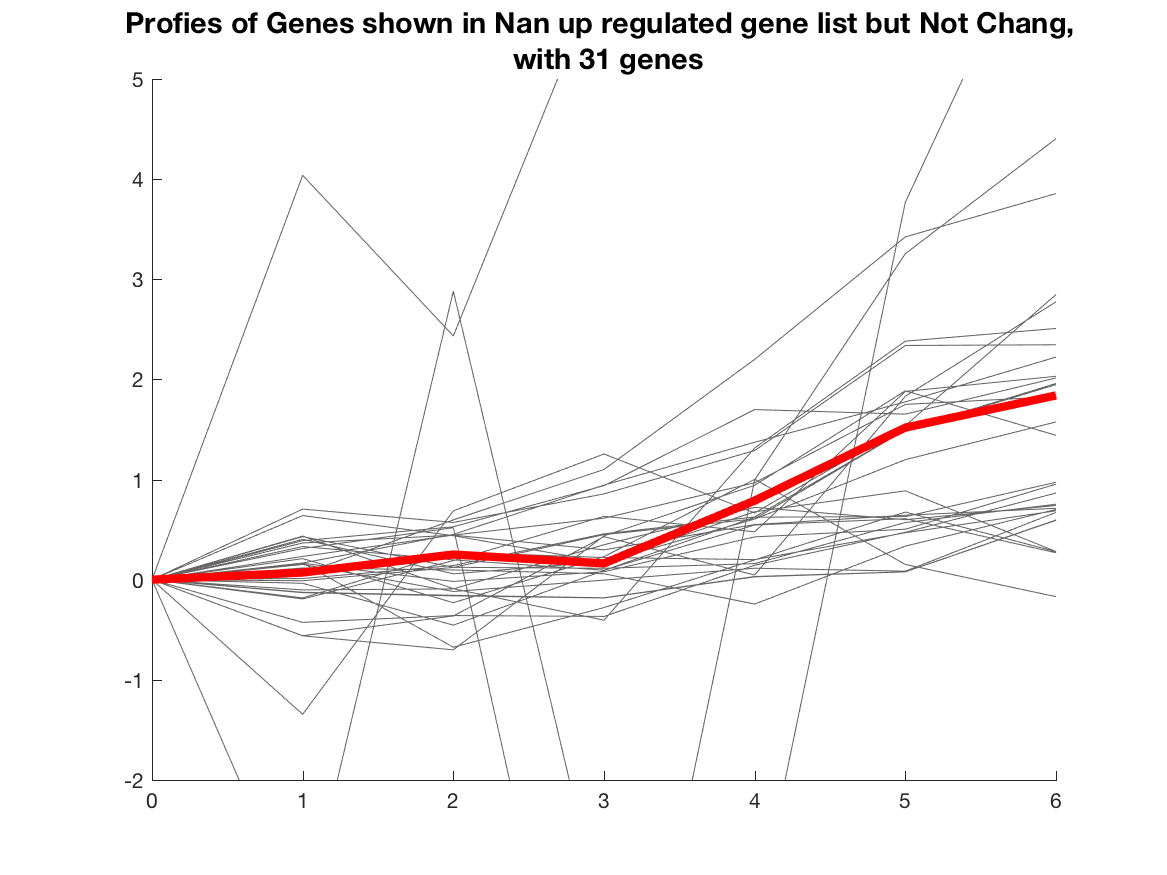 Profies of Genes shown in Nan up regulated gene list but Not Chang,
with 31 genes
5
4
3
2
1
0
-1
-2
0 1 2 3 4 5 6